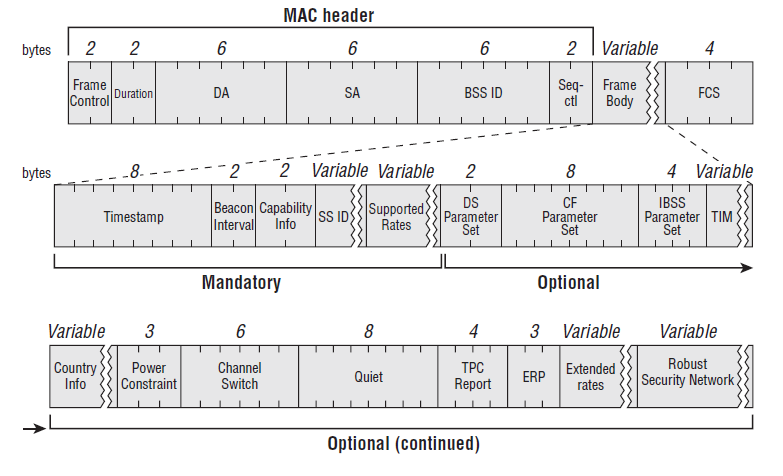 MAC header
bytes 2 2 6 6 6 2 Variable 4
Frame Control Duration DA SA BSS ID Seq-ctl Frame Body FCS
bytes 8 2 2 Variable Variable 2 8 4 Variable
Timestamp Beacon Interval Capability Info SS ID Supported Rates DS Parameter Set CF Parameter Set IBSS Parameter Set TIM
Mandatory Optional
Variable 3 6 8 4 3 Variable Variable
Country Info Power Constraint Channel Switch Quiet TPC Report ERP Extended rates Robust Security Network
Optional (continued)